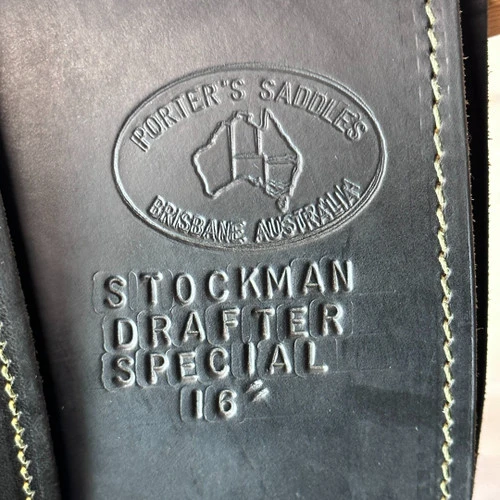 PORTER'S SADDLES
BRISBANE AUSTRALIA
STOCKMAN
DRAFTER
SPECIAL
16"